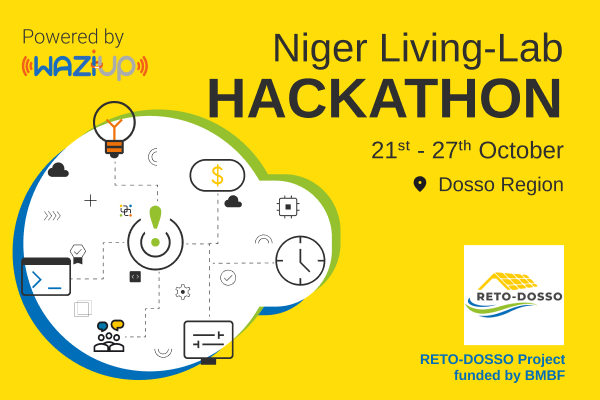 Powered by
WAZIUP
Niger Living-Lab
HACKATHON
21st - 27th October
Dosso Region
$
RETO-DOSSO
RETO-DOSSO Project
funded by BMBF